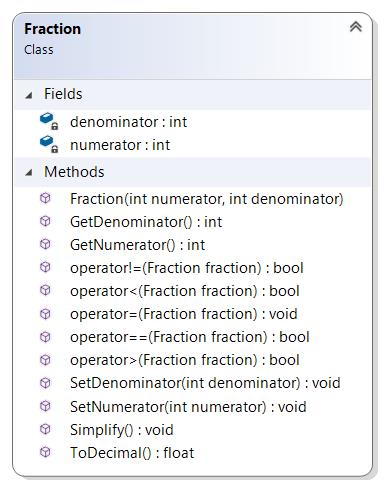 Fraction
Class
Fields
denominator : int
numerator : int
Methods
Fraction(int numerator, int denominator)
GetDenominator() : int
GetNumerator() : int
operator!=(Fraction fraction) : bool
operator<(Fraction fraction) : bool
operator=(Fraction fraction) : void
operator==(Fraction fraction) : bool
operator>(Fraction fraction) : bool
SetDenominator(int denominator) : void
SetNumerator(int numerator) : void
Simplify() : void
ToDecimal() : float